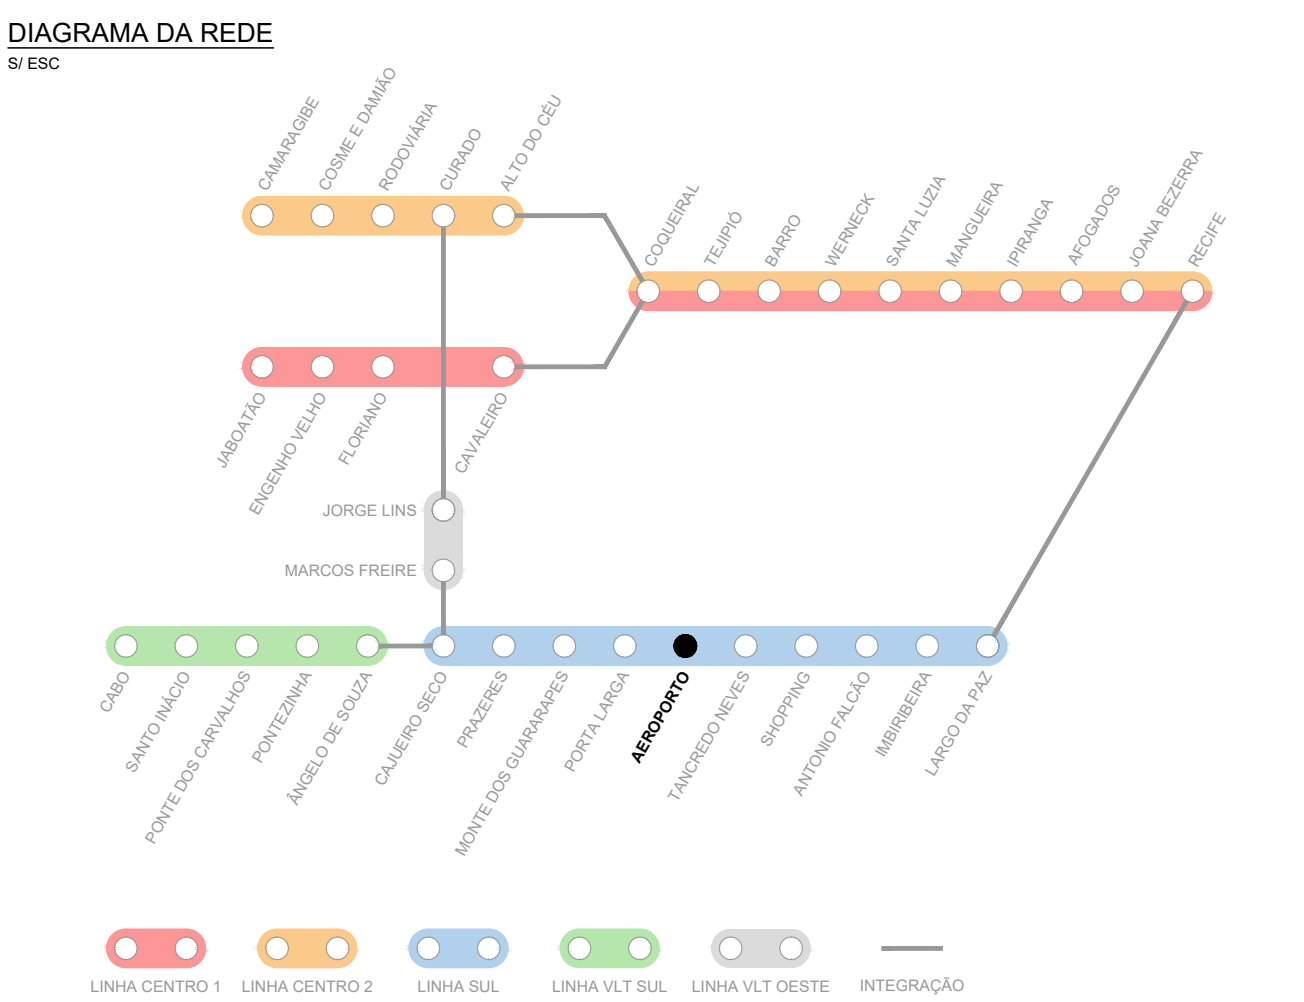 DIAGRAMA DA REDE
S/ ESC
CAMARAGIBE
COSME E DAMIÃO
RODOVIÁRIA
CURADO
ALTO DO CÉU
COQUEIRAL
TEJIPIÓ
BARRO
WERNECK
SANTA LUZIA
MANGUEIRA
IPIRANGA
AFOGADOS
JOANA BEZERRA
RECIFE
JABOATÃO
ENGENHO VELHO
FLORIANO
CAVALEIRO
JORGE LINS
MARCOS FREIRE
CABO
SANTO INÁCIO
PONTE DOS CARVALHOS
PONTEZINHA
ÂNGELO DE SOUZA
CAJUEIRO SECO
PRAZERES
MONTE DOS GUARARAPES
PORTA LARGA
AEROPORTO
TANCREDO NEVES
SHOPPING
ANTONIO FALCÃO
IMBIRIBEIRA
LARGO DA PAZ
LINHA CENTRO 1
LINHA CENTRO 2
LINHA SUL
LINHA VLT SUL
LINHA VLT OESTE
INTEGRAÇÃO